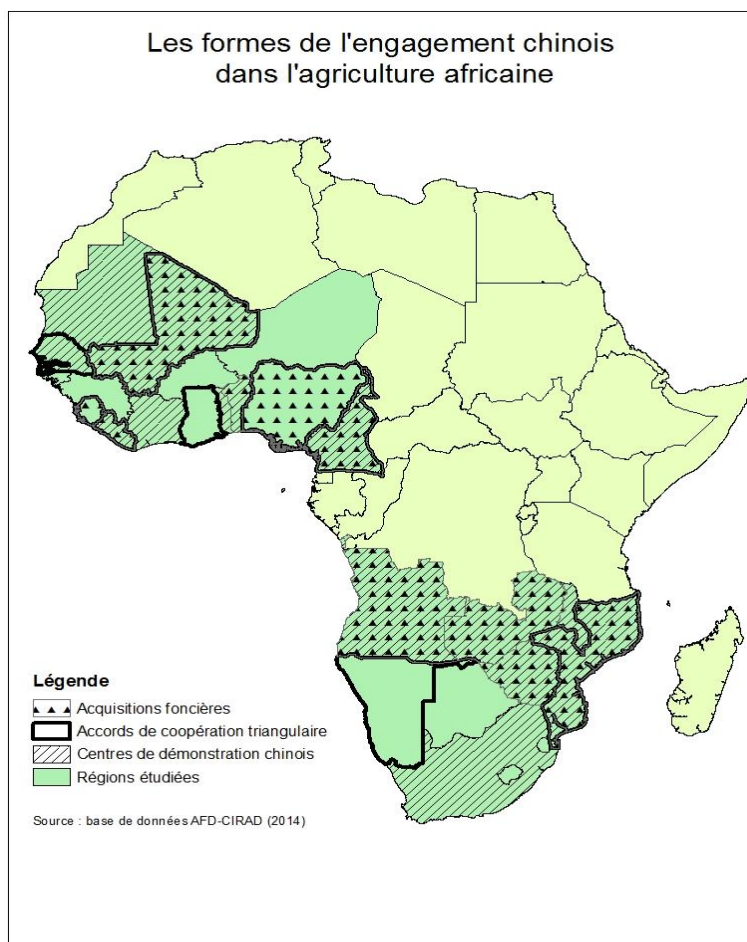 Les formes de l'engagement chinois
dans l'agriculture africaine
Légende
Acquisitions foncières
Accords de coopération triangulaire
Centres de démonstration chinois
Régions étudiées
Source : base de données AFD-CIRAD (2014)